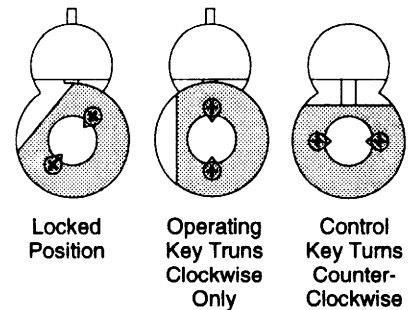 Locked
Position
Operating
Key Truns
Clockwise
Only
Control
Key Turns
Counter-
Clockwise